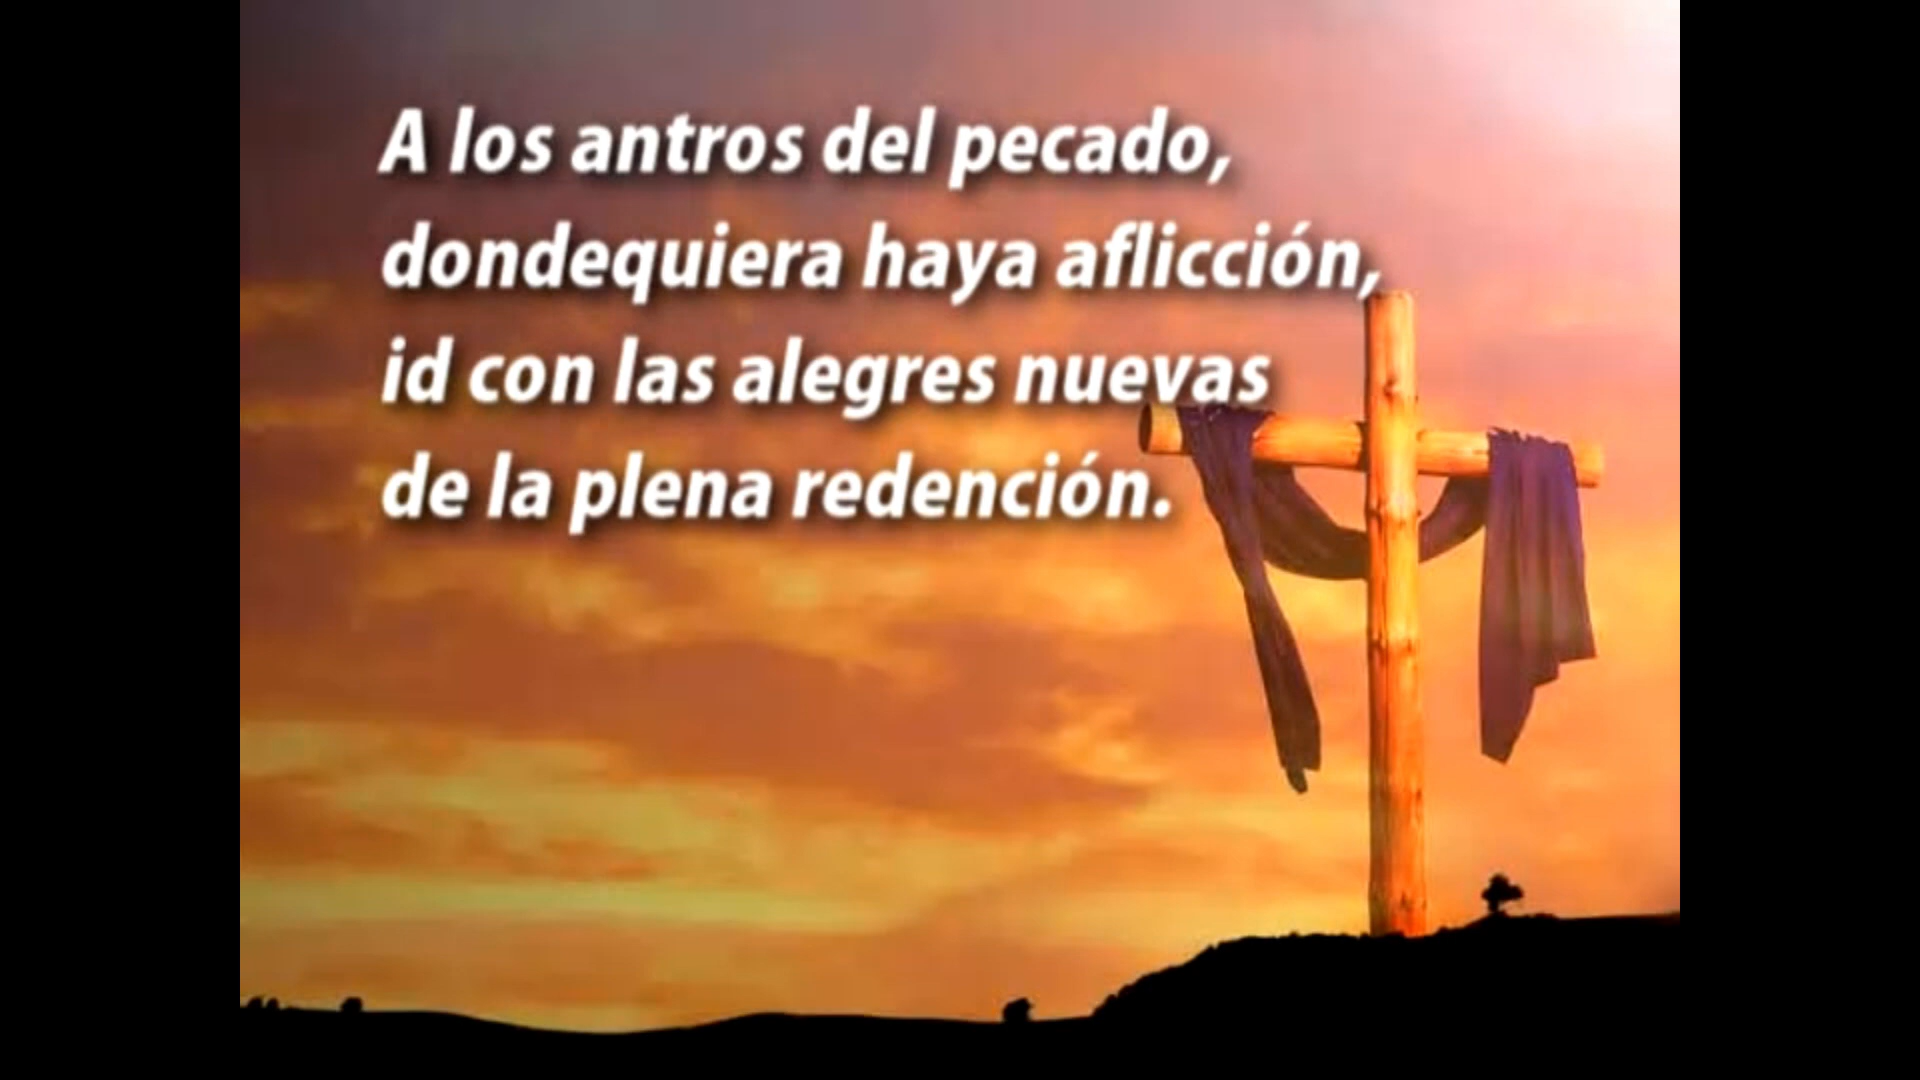 A los antros del pecado,
dondequiera haya aflicción,
id con las alegres nuevas
de la plena redención.